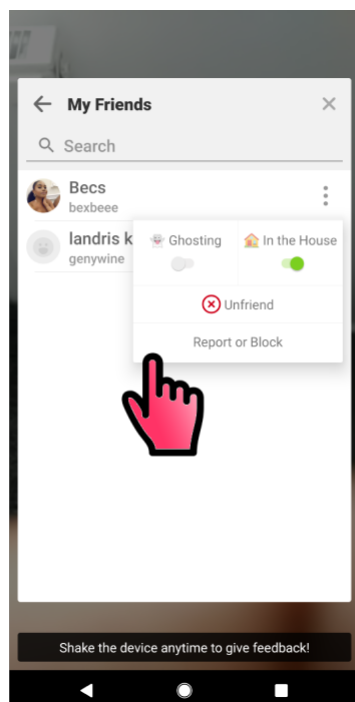 My Friends
Search
Becs
bexbeee
landris k
genywine
Ghosting
In the House
Unfriend
Report or Block
Shake the device anytime to give feedback!